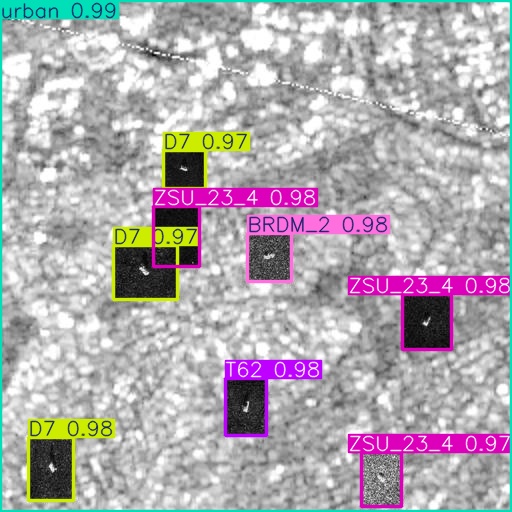 urban 0.99
D7 0.97
ZSU_23_4 0.98
BRDM_2 0.98
D7 0.97
ZSU_23_4 0.98
T62 0.98
D7 0.98
ZSU_23_4 0.97